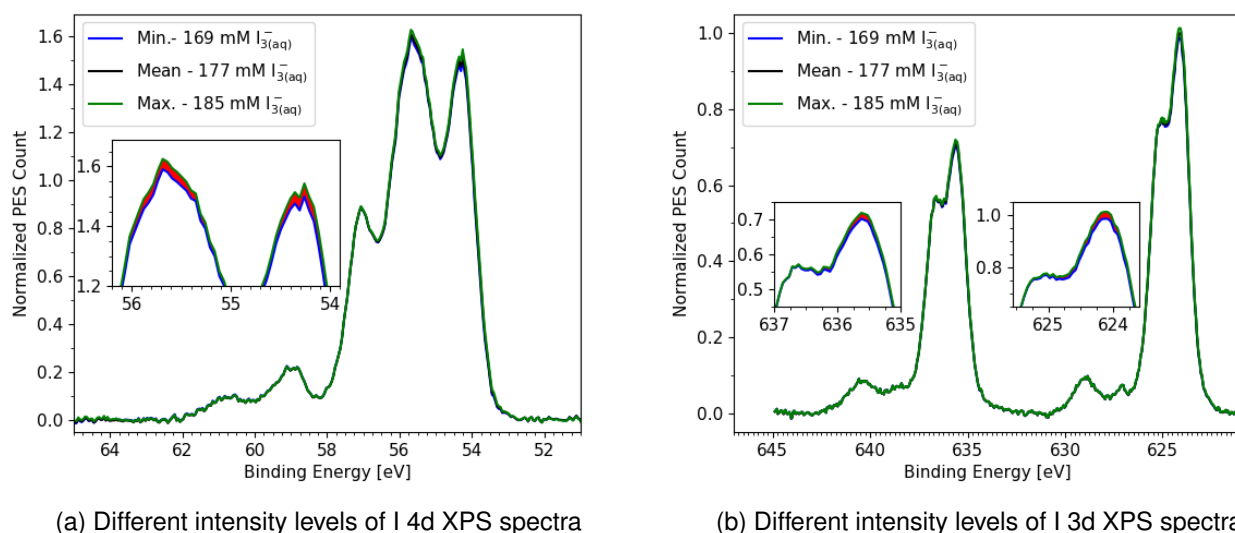 Min.- 169 mM I₃₍aq₎⁻
Mean - 177 mM I₃₍aq₎⁻
Max. - 185 mM I₃₍aq₎⁻
1.6
1.4
1.2
1.0
0.8
0.6
0.4
0.2
0.0
Normalized PES Count
1.6
1.4
1.2
56 55 54
64 62 60 58 56 54 52
Binding Energy [eV]
(a) Different intensity levels of I 4d XPS spectra
Min. - 169 mM I₃₍aq₎⁻
Mean - 177 mM I₃₍aq₎⁻
Max. - 185 mM I₃₍aq₎⁻
1.0
0.8
0.6
0.4
0.2
0.0
Normalized PES Count
0.7
0.6
0.5
637 636 635
1.0
0.8
625 624
645 640 635 630 625
Binding Energy [eV]
(b) Different intensity levels of I 3d XPS spectra